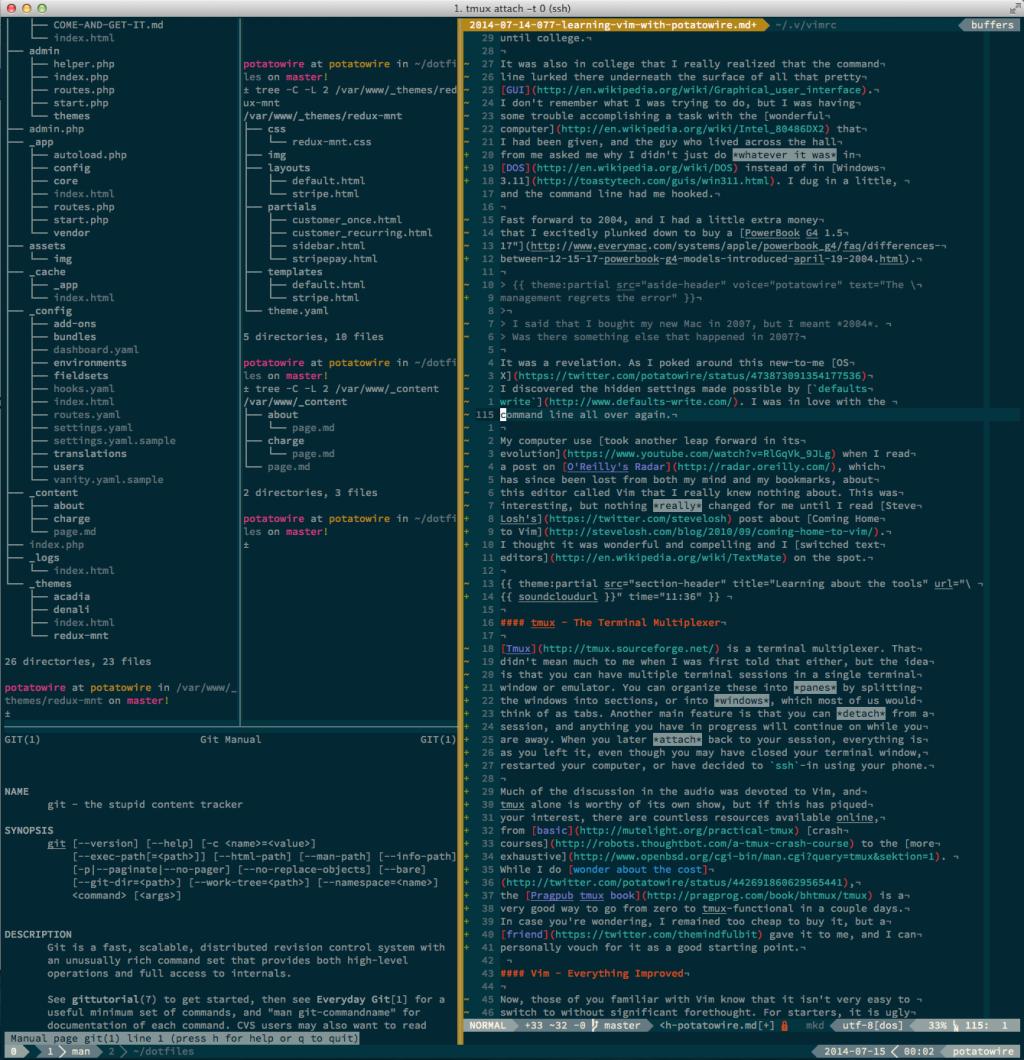 1. tmux attach -t 0 (ssh)
│ ├── COME-AND-GET-IT.md
│ └── index.html
├── admin
│ ├── helper.php
│ ├── index.php
│ ├── routes.php
│ ├── start.php
│ └── themes
├── admin.php
├── _app
│ ├── autoload.php
│ ├── config
│ ├── core
│ ├── index.html
│ ├── routes.php
│ ├── start.php
│ └── vendor
├── assets
│ └── img
├── _cache
│ ├── _app
│ └── index.html
├── _config
│ ├── add-ons
│ ├── bundles
│ ├── dashboard.yaml
│ ├── environments
│ ├── fieldsets
│ ├── hooks.yaml
│ ├── index.html
│ ├── routes.yaml
│ ├── settings.yaml
│ ├── settings.yaml.sample
│ ├── translations
│ ├── users
│ └── vanity.yaml.sample
├── _content
│ ├── about
│ ├── charge
│ └── page.md
├── index.php
├── _logs
│ └── index.html
└── _themes
├── acadia
├── denali
├── index.html
└── redux-mnt
26 directories, 23 files
potatowire at potatowire in /var/www/_
themes/redux-mnt on master!
±
potatowire at potatowire in ~/dotfi
les on master!
± tree -C -L 2 /var/www/_themes/red
ux-mnt
/var/www/_themes/redux-mnt
├── css
│ └── redux-mnt.css
├── img
├── layouts
│ ├── default.html
│ └── stripe.html
├── partials
│ ├── customer_once.html
│ ├── customer_recurring.html
│ ├── sidebar.html
│ └── stripepay.html
├── templates
│ ├── default.html
│ └── stripe.html
└── theme.yaml
5 directories, 10 files
potatowire at potatowire in ~/dotfi
les on master!
± tree -C -L 2 /var/www/_content
/var/www/_content
├── about
│ └── page.md
├── charge
│ └── page.md
└── page.md
2 directories, 3 files
potatowire at potatowire in ~/dotfi
les on master!
±
GIT(1) Git Manual GIT(1)
NAME
git - the stupid content tracker
SYNOPSIS
git [--version] [--help] [-c <name>=<value>]
[--exec-path[=<path>]] [--html-path] [--man-path] [--info-path]
[-p|--paginate|--no-pager] [--no-replace-objects] [--bare]
[--git-dir=<path>] [--work-tree=<path>] [--namespace=<name>]
<command> [<args>]
DESCRIPTION
Git is a fast, scalable, distributed revision control system with
an unusually rich command set that provides both high-level
operations and full access to internals.
See gittutorial(7) to get started, then see Everyday Git[1] for a
useful minimum set of commands, and "man git-commandname" for
documentation of each command. CVS users may also want to read
Manual page git(1) line 1 (press h for help or q to quit)
2014-07-14-077-learning-vim-with-potatowire.md+ ~/.v/vimrc buffers
29 until college.¬
28 ¬
~ 27 It was also in college that I really realized that the command¬
~ 26 line lurked there underneath the surface of all that pretty¬
~ 25 [GUI](http://en.wikipedia.org/wiki/Graphical_user_interface).¬
~ 24 I don't remember what I was trying to do, but I was having¬
~ 23 some trouble accomplishing a task with the [wonderful¬
~ 22 computer](http://en.wikipedia.org/wiki/Intel_80486DX2) that¬
~ 21 I had been given, and the guy who lived across the hall¬
+ 20 from me asked me why I didn't just do *whatever it was* in¬
+ 19 [DOS](http://en.wikipedia.org/wiki/DOS) instead of in [Windows¬
+ 18 3.11](http://toastytech.com/guis/win311.html). I dug in a little, ¬
17 and the command line had me hooked.¬
16 ¬
~ 15 Fast forward to 2004, and I had a little extra money¬
~ 14 that I excitedly plunked down to buy a [PowerBook G4 1.5¬
~ 13 17"](http://www.everymac.com/systems/apple/powerbook_g4/faq/differences-¬
+ 12 between-12-15-17-powerbook-g4-models-introduced-april-19-2004.html).¬
11 ¬
~ 10 > {{ theme:partial src="aside-header" voice="potatowire" text="The \¬
~ 9 management regrets the error" }}¬
8 >¬
~ 7 > I said that I bought my new Mac in 2007, but I meant *2004*. ¬
~ 6 > Was there something else that happened in 2007?¬
5 ¬
~ 4 It was a revelation. As I poked around this new-to-me [OS¬
~ 3 X](https://twitter.com/potatowire/status/473873091354177536)¬
~ 2 I discovered the hidden settings made possible by [`defaults¬
~ 1 write`](http://www.defaults-write.com/). I was in love with the ¬
~ 115 command line all over again.¬
1 ¬
~ 2 My computer use [took another leap forward in its¬
~ 3 evolution](https://www.youtube.com/watch?v=RlGqVk_9JLg) when I read¬
~ 4 a post on [O'Reilly's Radar](http://radar.oreilly.com/), which¬
~ 5 has since been lost from both my mind and my bookmarks, about¬
+ 6 this editor called Vim that I really knew nothing about. This was¬
+ 7 interesting, but nothing *really* changed for me until I read [Steve¬
+ 8 Losh's](https://twitter.com/stevelosh) post about [Coming Home¬
+ 9 to Vim](http://stevelosh.com/blog/2010/09/coming-home-to-vim/).¬
+ 10 I thought it was wonderful and compelling and I [switched text¬
+ 11 editors](http://en.wikipedia.org/wiki/TextMate) on the spot.¬
12 ¬
~ 13 {{ theme:partial src="section-header" title="Learning about the tools" url="\ ¬
+ 14 {{ soundcloudurl }}" time="11:36" }} ¬
15 ¬
16 #### tmux - The Terminal Multiplexer¬
17 ¬
~ 18 [Tmux](http://tmux.sourceforge.net/) is a terminal multiplexer. That¬
~ 19 didn't mean much to me when I was first told that either, but the idea¬
~ 20 is that you can have multiple terminal sessions in a single terminal¬
+ 21 window or emulator. You can organize these into *panes* by splitting¬
+ 22 the windows into sections, or into *windows*, which most of us would¬
+ 23 think of as tabs. Another main feature is that you can *detach* from a¬
+ 24 session, and anything you have in progress will continue on while you¬
+ 25 are away. When you later *attach* back to your session, everything is¬
+ 26 as you left it, even though you may have closed your terminal window,¬
+ 27 restarted your computer, or have decided to `ssh`-in using your phone.¬
28 ¬
~ 29 Much of the discussion in the audio was devoted to Vim, and¬
+ 30 tmux alone is worthy of its own show, but if this has piqued¬
+ 31 your interest, there are countless resources available online,¬
+ 32 from [basic](http://mutelight.org/practical-tmux) [crash¬
+ 33 courses](http://robots.thoughtbot.com/a-tmux-crash-course) to the [more¬
+ 34 exhaustive](http://www.openbsd.org/cgi-bin/man.cgi?query=tmux&sektion=1). ¬
+ 35 While I do [wonder about the cost]¬
+ 36 (http://twitter.com/potatowire/status/442691860629565441),¬
+ 37 the [Pragpub tmux book](http://pragprog.com/book/bhtmux/tmux) is a¬
+ 38 very good way to go from zero to tmux-functional in a couple days.¬
+ 39 In case you're wondering, I remained too cheap to buy it, but a¬
+ 40 [friend](https://twitter.com/themindfulbit) gave it to me, and I can¬
+ 41 personally vouch for it as a good starting point.¬
42 ¬
43 #### Vim - Everything Improved¬
44 ¬
~ 45 Now, those of you familiar with Vim know that it isn't very easy to ¬
~ 46 switch to without significant forethought. For starters, it is ugly¬
NORMAL +33 ~32 -0 master <h-potatowire.md[+] mkd utf-8[dos] 33% 115: 1
0 1 man 2 ~/dotfiles 2014-07-15 00:02 potatowire